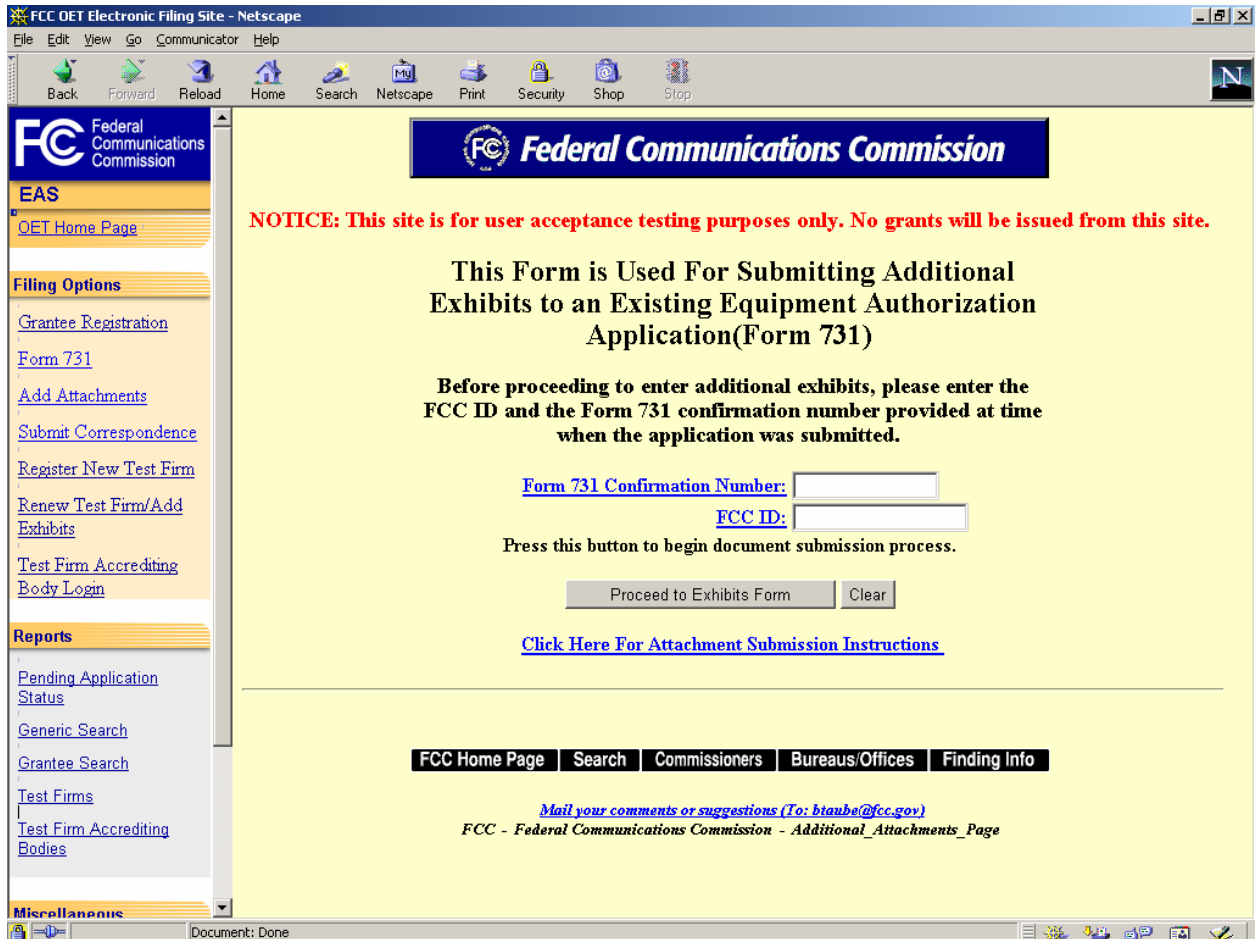 FCC OET Electronic Filing Site - Netscape
File Edit View Go Communicator Help
My
Back Forward Reload Home Search Netscape Print Security Shop Stop
N
FCC Federal
Communications
Commission
EAS
OET Home Page
Filing Options
Grantee Registration
Form 731
Add Attachments
Submit Correspondence
Register New Test Firm
Renew Test Firm/Add
Exhibits
Test Firm Accrediting
Body Login
Reports
Pending Application
Status
Generic Search
Grantee Search
Test Firms
Test Firm Accrediting
Bodies
Miscellaneous
FCC Federal Communications Commission
NOTICE: This site is for user acceptance testing purposes only. No grants will be issued from this site.
This Form is Used For Submitting Additional
Exhibits to an Existing Equipment Authorization
Application(Form 731)
Before proceeding to enter additional exhibits, please enter the
FCC ID and the Form 731 confirmation number provided at time
when the application was submitted.
Form 731 Confirmation Number:
FCC ID:
Press this button to begin document submission process.
Proceed to Exhibits Form Clear
Click Here For Attachment Submission Instructions
FCC Home Page Search Commissioners Bureaus/Offices Finding Info
Mail your comments or suggestions (To: btaube@fcc.gov)
FCC - Federal Communications Commission - Additional_Attachments_Page
Document: Done